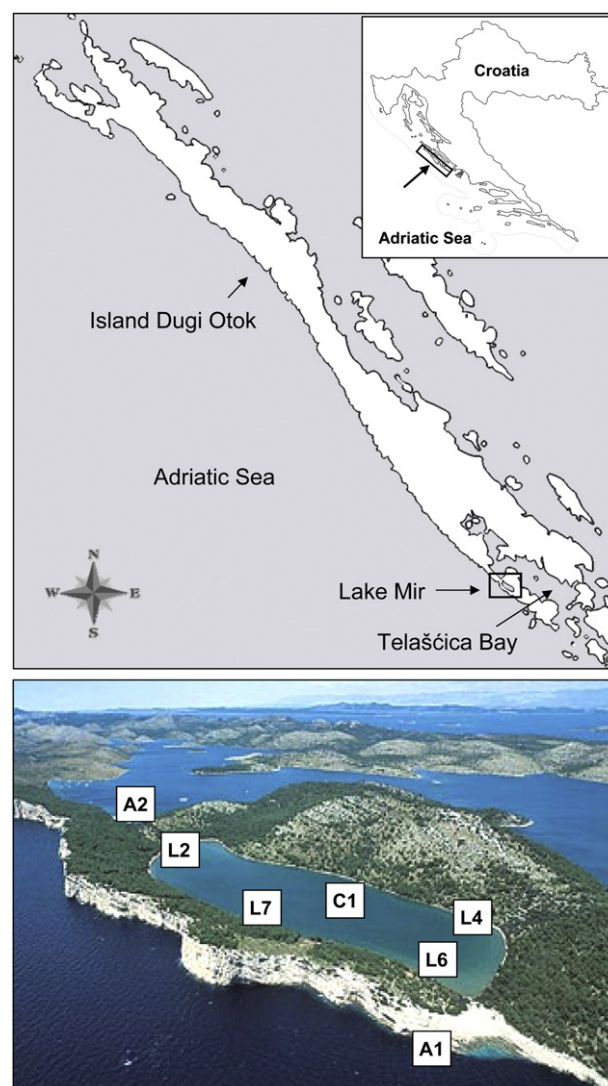 Croatia
Adriatic Sea
Island Dugi Otok
Adriatic Sea
N
W E
S
Lake Mir
Telašćica Bay
A2
L2
L7
C1
L4
L6
A1